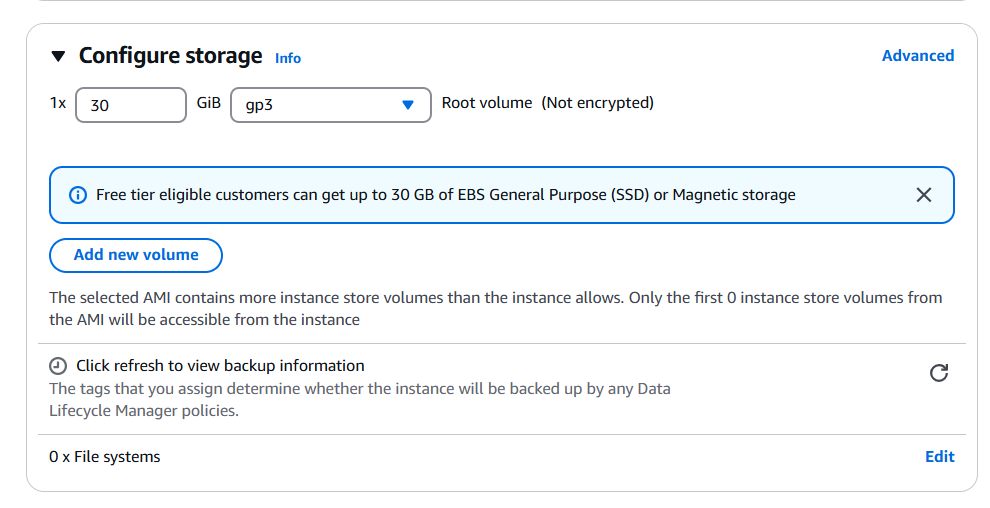 Configure storage Info Advanced
1x 30 GiB gp3 Root volume (Not encrypted)
Free tier eligible customers can get up to 30 GB of EBS General Purpose (SSD) or Magnetic storage
Add new volume
The selected AMI contains more instance store volumes than the instance allows. Only the first 0 instance store volumes from
the AMI will be accessible from the instance
Click refresh to view backup information
The tags that you assign determine whether the instance will be backed up by any Data
Lifecycle Manager policies.
0 x File systems Edit